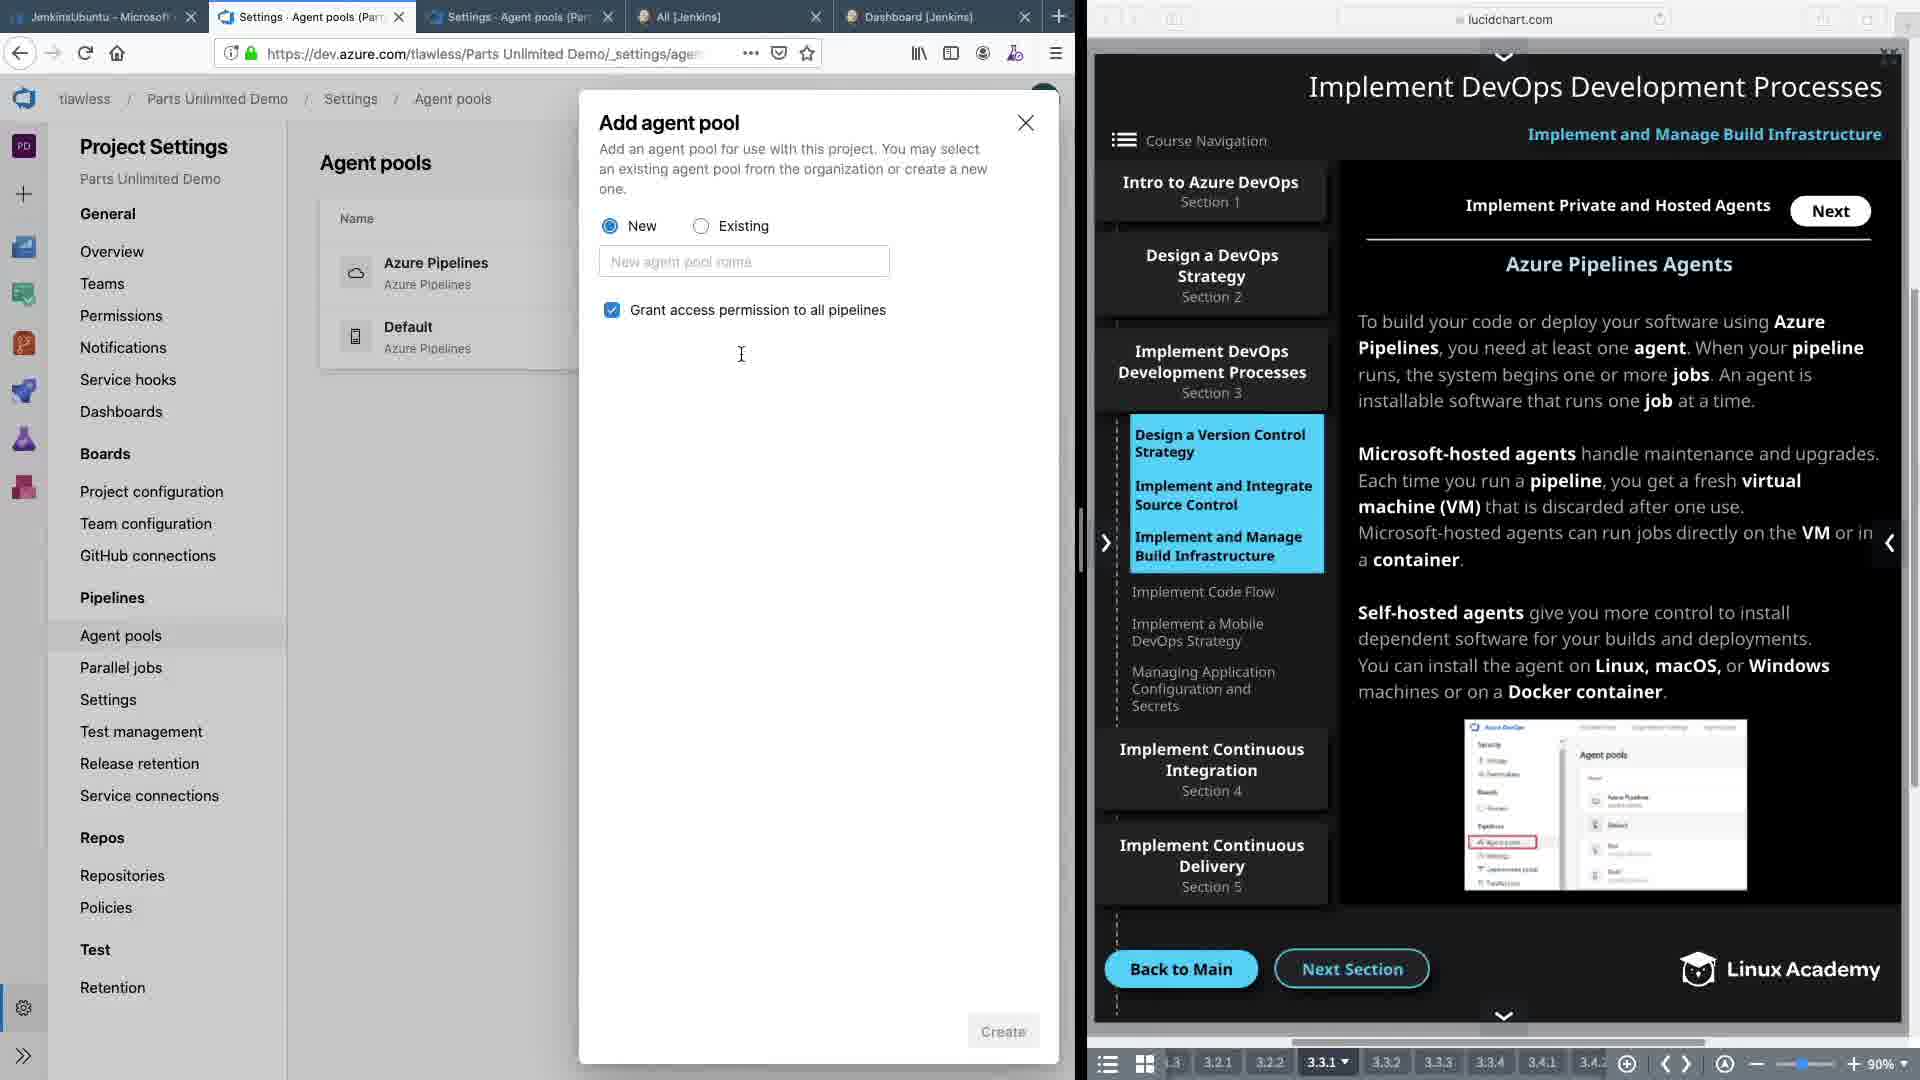 JenkinsUbuntu - Microsoft
Settings · Agent pools (Part
Settings · Agent pools (Par
All [Jenkins]
Dashboard [Jenkins]
https://dev.azure.com/tlawless/Parts Unlimited Demo/_settings/agen
lucidchart.com
tlawless / Parts Unlimited Demo / Settings / Agent pools
PD
Project Settings
Parts Unlimited Demo
General
Overview
Teams
Permissions
Notifications
Service hooks
Dashboards
Boards
Project configuration
Team configuration
GitHub connections
Pipelines
Agent pools
Parallel jobs
Settings
Test management
Release retention
Service connections
Repos
Repositories
Policies
Test
Retention
Agent pools
Name
Azure Pipelines
Azure Pipelines
Default
Azure Pipelines
Add agent pool
Add an agent pool for use with this project. You may select
an existing agent pool from the organization or create a new
one.
New Existing
New agent pool name
Grant access permission to all pipelines
Create
Implement DevOps Development Processes
Course Navigation
Implement and Manage Build Infrastructure
Intro to Azure DevOps
Section 1
Design a DevOps
Strategy
Section 2
Implement DevOps
Development Processes
Section 3
Design a Version Control
Strategy
Implement and Integrate
Source Control
Implement and Manage
Build Infrastructure
Implement Code Flow
Implement a Mobile
DevOps Strategy
Managing Application
Configuration and
Secrets
Implement Continuous
Integration
Section 4
Implement Continuous
Delivery
Section 5
Implement Private and Hosted Agents
Next
Azure Pipelines Agents
To build your code or deploy your software using Azure
Pipelines, you need at least one agent. When your pipeline
runs, the system begins one or more jobs. An agent is
installable software that runs one job at a time.
Microsoft-hosted agents handle maintenance and upgrades.
Each time you run a pipeline, you get a fresh virtual
machine (VM) that is discarded after one use.
Microsoft-hosted agents can run jobs directly on the VM or in
a container.
Self-hosted agents give you more control to install
dependent software for your builds and deployments.
You can install the agent on Linux, macOS, or Windows
machines or on a Docker container.
Azure DevOps
Security
Boards
Pipelines
Agent pools
Agent pools
Azure Pipelines
Default
Back to Main
Next Section
Linux Academy
3.2.1 3.2.2 3.3.1 3.3.2 3.3.3 3.3.4 3.4.1 3.4.2
90%